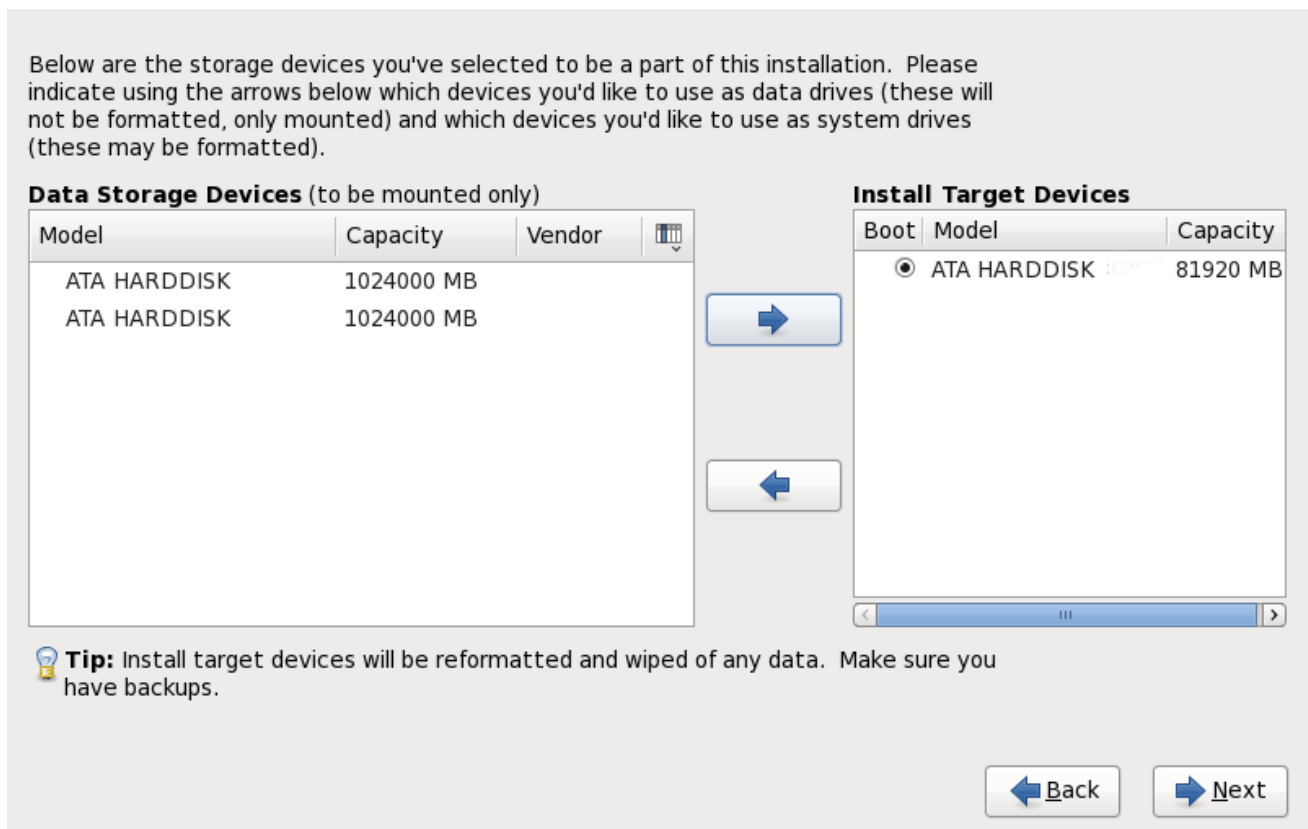 Below are the storage devices you've selected to be a part of this installation.  Please
indicate using the arrows below which devices you'd like to use as data drives (these will
not be formatted, only mounted) and which devices you'd like to use as system drives
(these may be formatted).
Data Storage Devices (to be mounted only)
Model Capacity Vendor
ATA HARDDISK 1024000 MB
ATA HARDDISK 1024000 MB
Install Target Devices
Boot Model Capacity
ATA HARDDISK 81920 MB
Tip: Install target devices will be reformatted and wiped of any data.  Make sure you
have backups.
Back Next